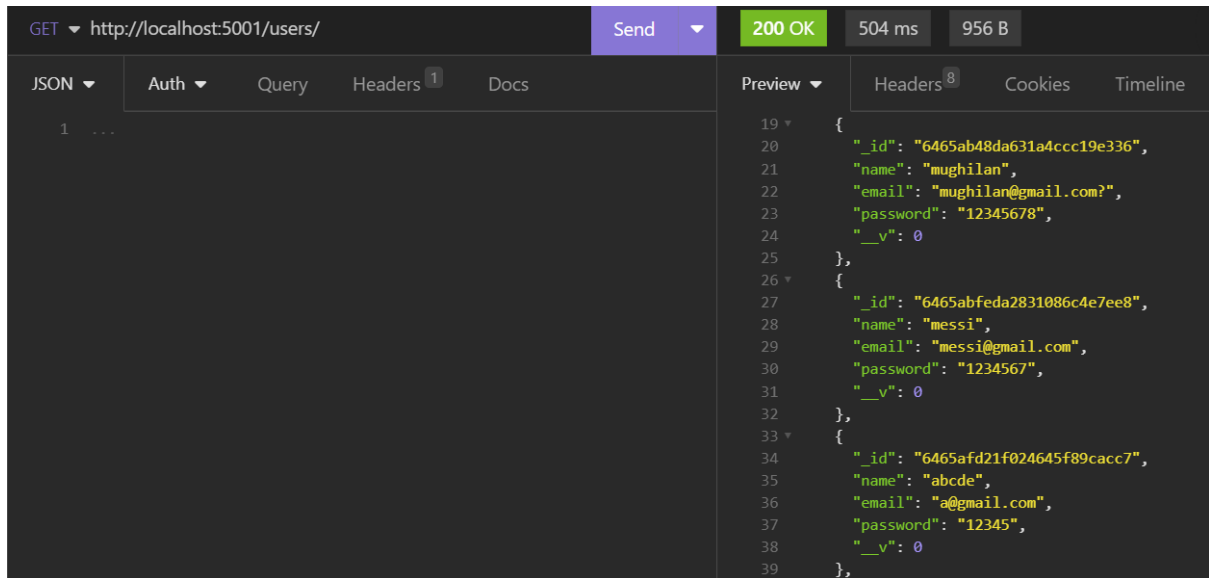 GET http://localhost:5001/users/ Send 200 OK 504 ms 956 B
JSON Auth Query Headers 1 Docs Preview Headers 8 Cookies Timeline
1 ...
19 {
20 "_id": "6465ab48da631a4ccc19e336",
21 "name": "mughilan",
22 "email": "mughilan@gmail.com?",
23 "password": "12345678",
24 "__v": 0
25 },
26 {
27 "_id": "6465abfeda2831086c4e7ee8",
28 "name": "messi",
29 "email": "messi@gmail.com",
30 "password": "1234567",
31 "__v": 0
32 },
33 {
34 "_id": "6465afd21f024645f89cacc7",
35 "name": "abcde",
36 "email": "a@gmail.com",
37 "password": "12345",
38 "__v": 0
39 },